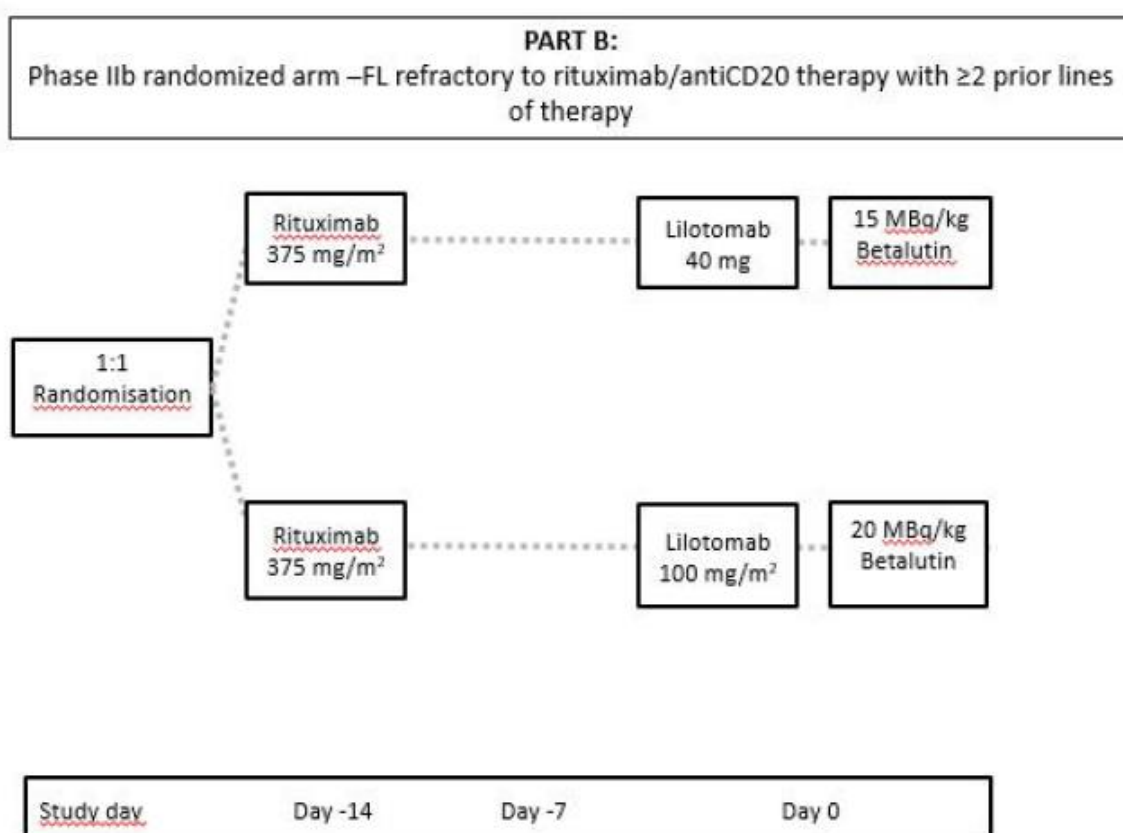 PART B:
Phase IIb randomized arm –FL refractory to rituximab/antiCD20 therapy with ≥2 prior lines
of therapy
Rituximab
375 mg/m²
Lilotomab
40 mg
15 MBq/kg
Betalutin
1:1
Randomisation
Rituximab
375 mg/m²
Lilotomab
100 mg/m²
20 MBq/kg
Betalutin
Study day Day -14 Day -7 Day 0